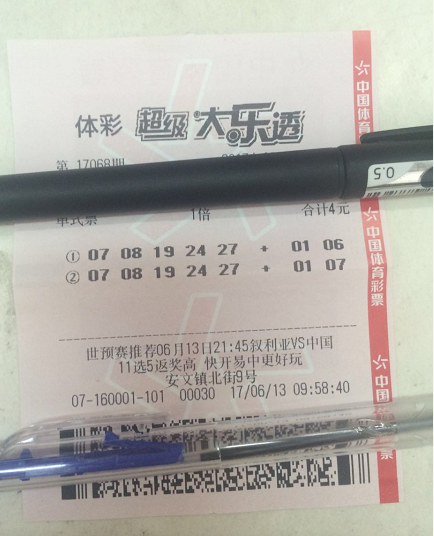 体彩 超级大乐透
第 17068期
单式票 1倍 合计4元
① 07 08 19 24 27 + 01 06
② 07 08 19 24 27 + 01 07
世预赛推荐06月13日21:45叙利亚VS中国
11选5返奖高 快开易中更好玩
安文镇北街9号
07-160001-101 00030 17/06/13 09:58:40
中国体育
中国体育彩票
中国
0.5